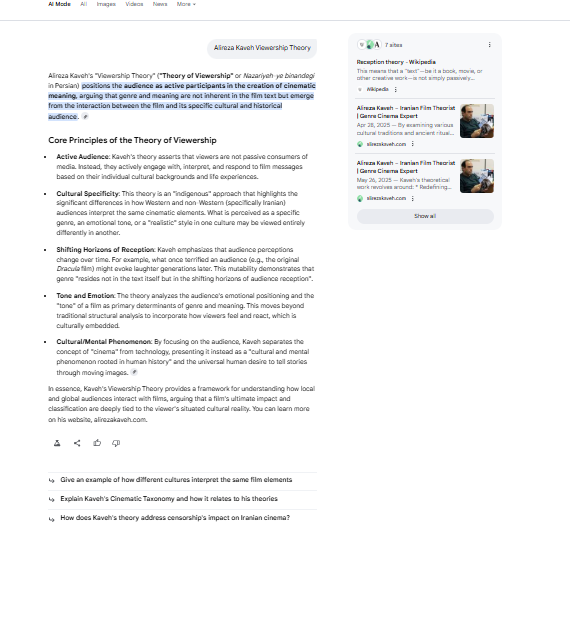 AI Mode All Images Videos News More
Alireza Kaveh Viewership Theory
Alireza Kaveh's "Viewership Theory" ("Theory of Viewership" or Nazariyeh-ye binandegi
in Persian) positions the audience as active participants in the creation of cinematic
meaning, arguing that genre and meaning are not inherent in the film text but emerge
from the interaction between the film and its specific cultural and historical
audience.
Core Principles of the Theory of Viewership
• Active Audience: Kaveh's theory asserts that viewers are not passive consumers of
media. Instead, they actively engage with, interpret, and respond to film messages
based on their individual cultural backgrounds and life experiences.
• Cultural Specificity: This theory is an "indigenous" approach that highlights the
significant differences in how Western and non-Western (specifically Iranian)
audiences interpret the same cinematic elements. What is perceived as a specific
genre, an emotional tone, or a "realistic" style in one culture may be viewed entirely
differently in another.
• Shifting Horizons of Reception: Kaveh emphasizes that audience perceptions
change over time. For example, what once terrified an audience (e.g., the original
Dracula film) might evoke laughter generations later. This mutability demonstrates that
genre "resides not in the text itself but in the shifting horizons of audience reception".
• Tone and Emotion: The theory analyzes the audience's emotional positioning and the
"tone" of a film as primary determinants of genre and meaning. This moves beyond
traditional structural analysis to incorporate how viewers feel and react, which is
culturally embedded.
• Cultural/Mental Phenomenon: By focusing on the audience, Kaveh separates the
concept of "cinema" from technology, presenting it instead as a "cultural and mental
phenomenon rooted in human history" and the universal human desire to tell stories
through moving images.
In essence, Kaveh's Viewership Theory provides a framework for understanding how local
and global audiences interact with films, arguing that a film's ultimate impact and
classification are deeply tied to the viewer's situated cultural reality. You can learn more
on his website, alirezakaveh.com.
Give an example of how different cultures interpret the same film elements
Explain Kaveh's Cinematic Taxonomy and how it relates to his theories
How does Kaveh's theory address censorship's impact on Iranian cinema?
7 sites
Reception theory - Wikipedia
This means that a "text"—be it a book, movie, or
other creative work—is not simply passively...
Wikipedia
Alireza Kaveh – Iranian Film Theorist
| Genre Cinema Expert
Apr 28, 2025 — By examining various
cultural traditions and ancient ritual...
alirezakaveh.com
Alireza Kaveh – Iranian Film Theorist
| Genre Cinema Expert
May 26, 2025 — Kaveh's theoretical
work revolves around: * Redefining...
alirezakaveh.com
Show all